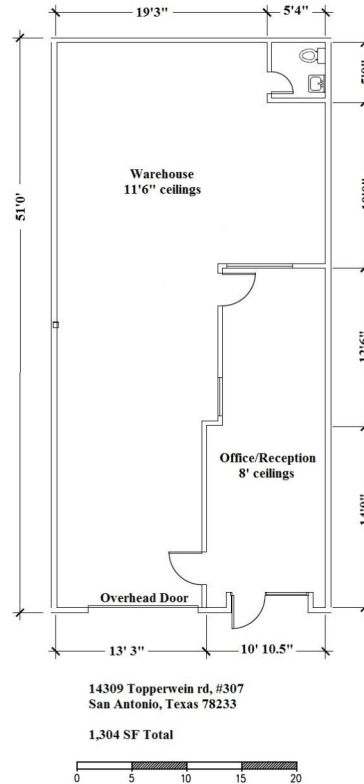 19'3"
5'4"
51'0'
Warehouse
11'6" ceilings
Office/Reception
8' ceilings
Overhead Door
13' 3"
10' 10.5"
14309 Topperwein rd, #307
San Antonio, Texas 78233
1,304 SF Total
0 5 10 15 20